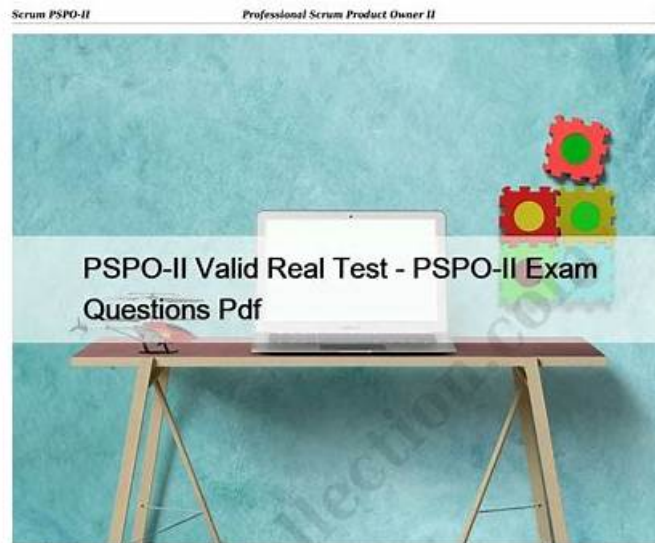 Scrum PSPO-II
Professional Scrum Product Owner II
PSPO-II Valid Real Test - PSPO-II Exam
Questions Pdf